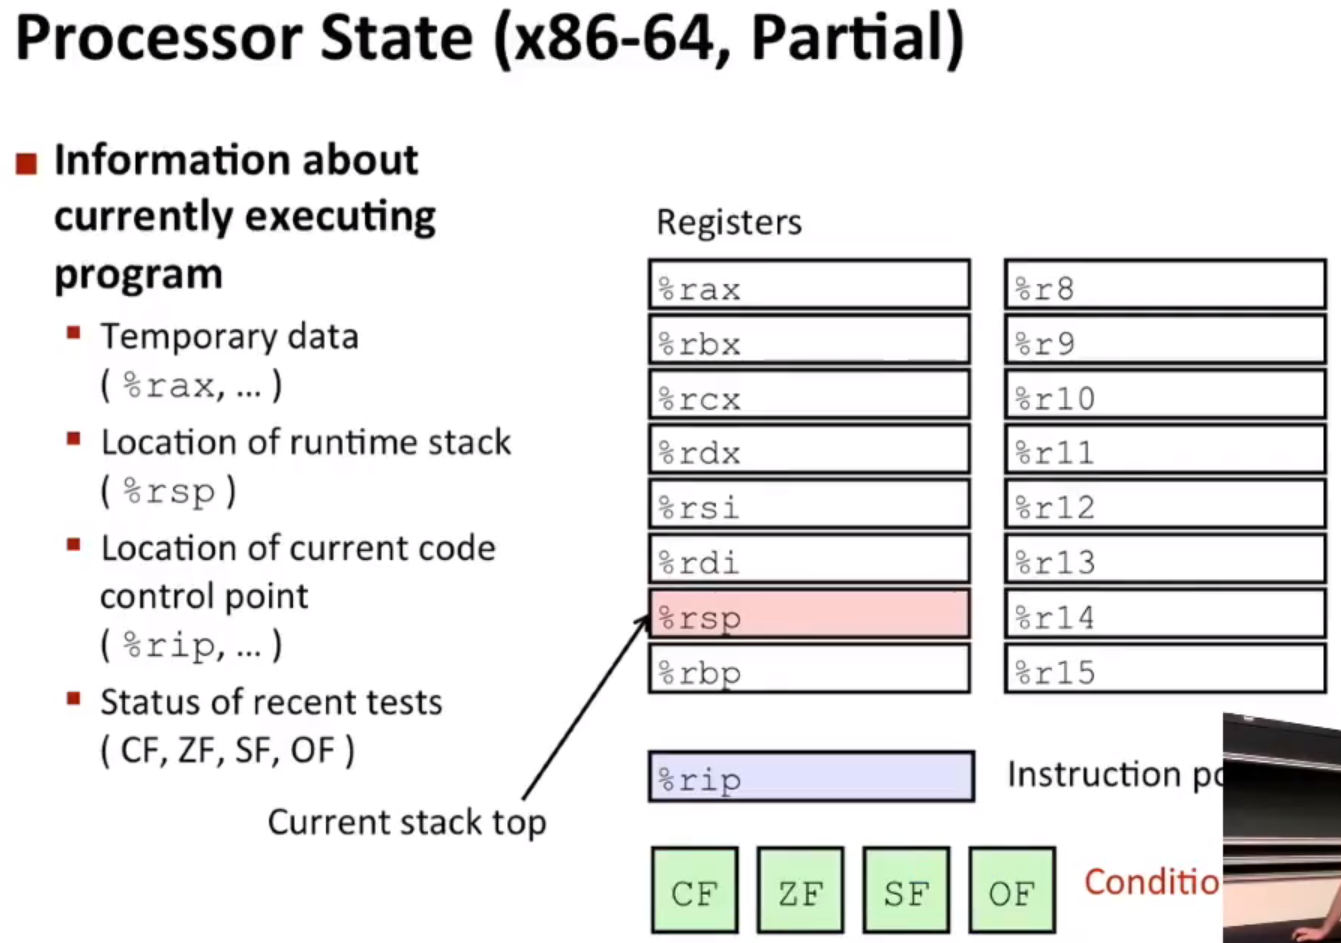 Processor State (x86-64, Partial)
Information about
currently executing
program
Temporary data
( %rax, ... )
Location of runtime stack
( %rsp )
Location of current code
control point
( %rip, ... )
Status of recent tests
( CF, ZF, SF, OF )
Current stack top
Registers
%rax
%rbx
%rcx
%rdx
%rsi
%rdi
%rsp
%rbp
%r8
%r9
%r10
%r11
%r12
%r13
%r14
%r15
%rip
Instruction
CF ZF SF OF